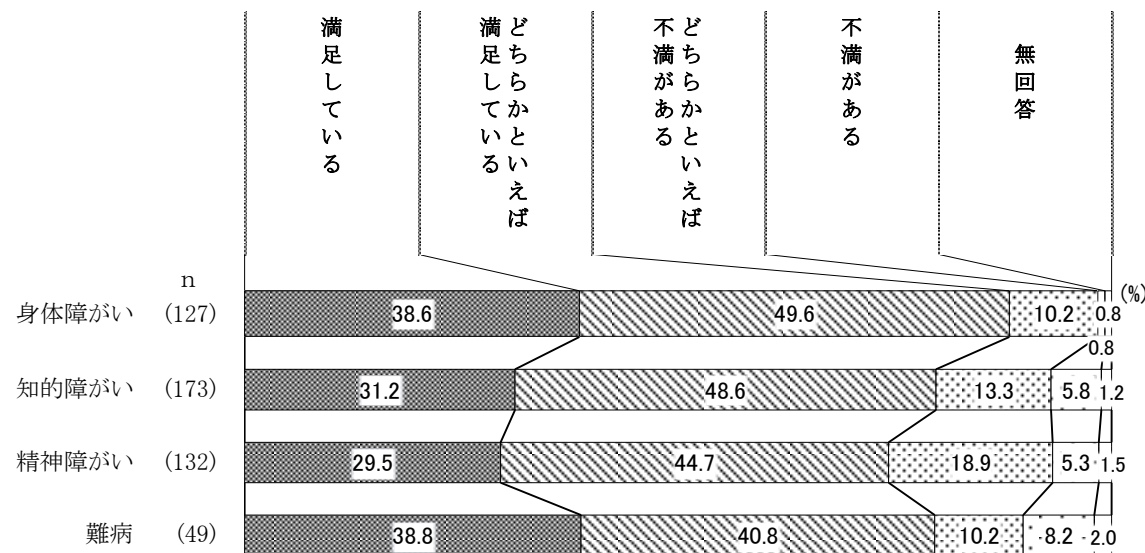 満足している
どちらかといえば
満足している
どちらかといえば
不満がある
不満がある
無回答
n
(%)
身体障がい (127) 38.6 49.6 10.2 0.8
0.8
知的障がい (173) 31.2 48.6 13.3 5.8 1.2
精神障がい (132) 29.5 44.7 18.9 5.3 1.5
難病 (49) 38.8 40.8 10.2 8.2 2.0